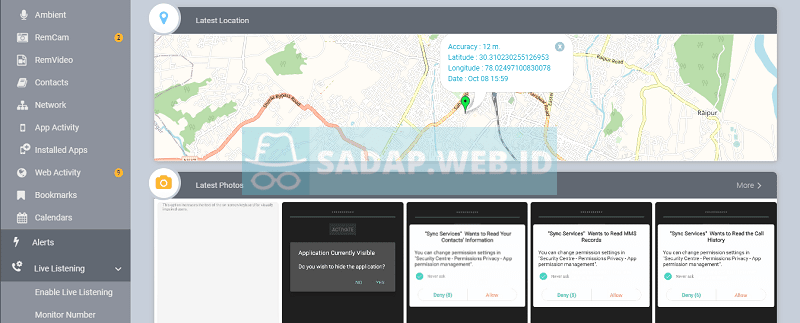 Ambient
RemCam
2
RemVideo
Contacts
Network
App Activity
Installed Apps
Web Activity
Bookmarks
Calendars
Alerts
Live Listening
Enable Live Listening
Monitor Number
Latest Location
Accuracy : 12 m
Latitude : 30.310230255126953
Longitude : 78.02497100830078
Date : Oct 08 15:59
x
Raipur Road
Raipur
SADAP.WEB.ID
Latest Photos
More
ACTIVATE
Application Currently Visible
Do you wish to hide the application?
NO
YES
"Sync Services" Wants to Read Your
Contacts' Information
You can change permission settings in
"Security Centre - Permissions Privacy - App
permission management".
Never ask
Deny (8)
Allow
"Sync Services" Wants to Read MMS
Records
You can change permission settings in
"Security Centre - Permissions Privacy - App
permission management".
Never ask
Deny (5)
Allow
"Sync Services" Wants to Read the Call
History
You can change permission settings in
"Security Centre - Permissions Privacy - App
permission management".
Never ask
Allow